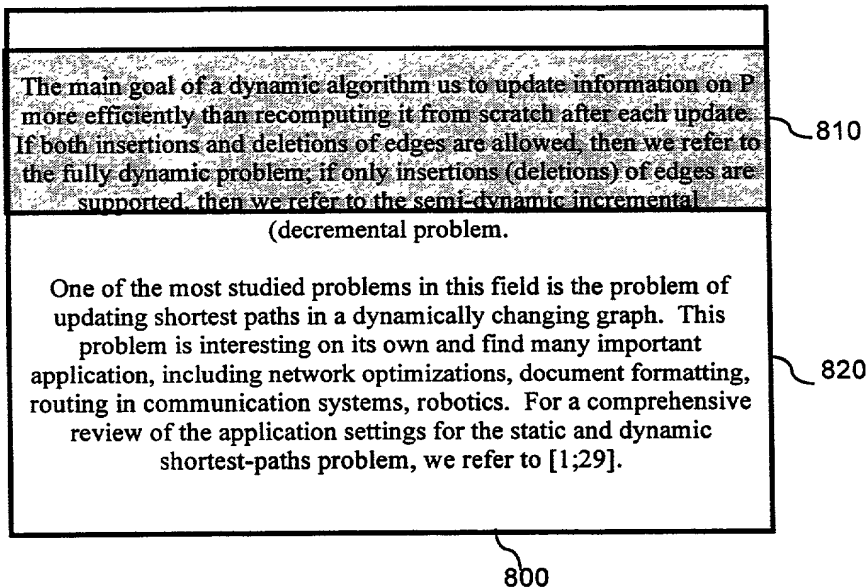 The main goal of a dynamic algorithm us to update information on P
more efficiently than recomputing it from scratch after each update.
If both insertions and deletions of edges are allowed, then we refer to
the fully dynamic problem; if only insertions (deletions) of edges are
supported, then we refer to the semi-dynamic incremental
(decremental problem.
One of the most studied problems in this field is the problem of
updating shortest paths in a dynamically changing graph. This
problem is interesting on its own and find many important
application, including network optimizations, document formatting,
routing in communication systems, robotics. For a comprehensive
review of the application settings for the static and dynamic
shortest-paths problem, we refer to [1;29].
810
820
800